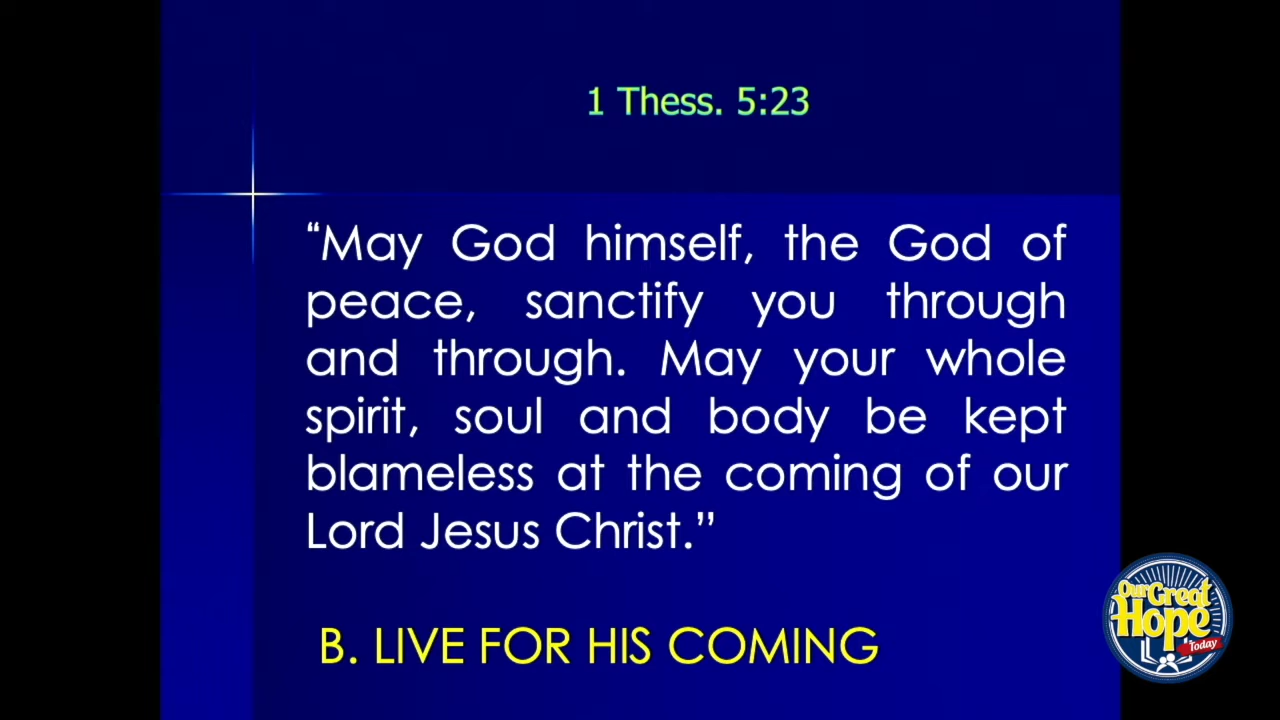 1 Thess. 5:23
“May God himself, the God of
peace, sanctify you through
and through. May your whole
spirit, soul and body be kept
blameless at the coming of our
Lord Jesus Christ.”
B. LIVE FOR HIS COMING
Our Great
Hope
Today